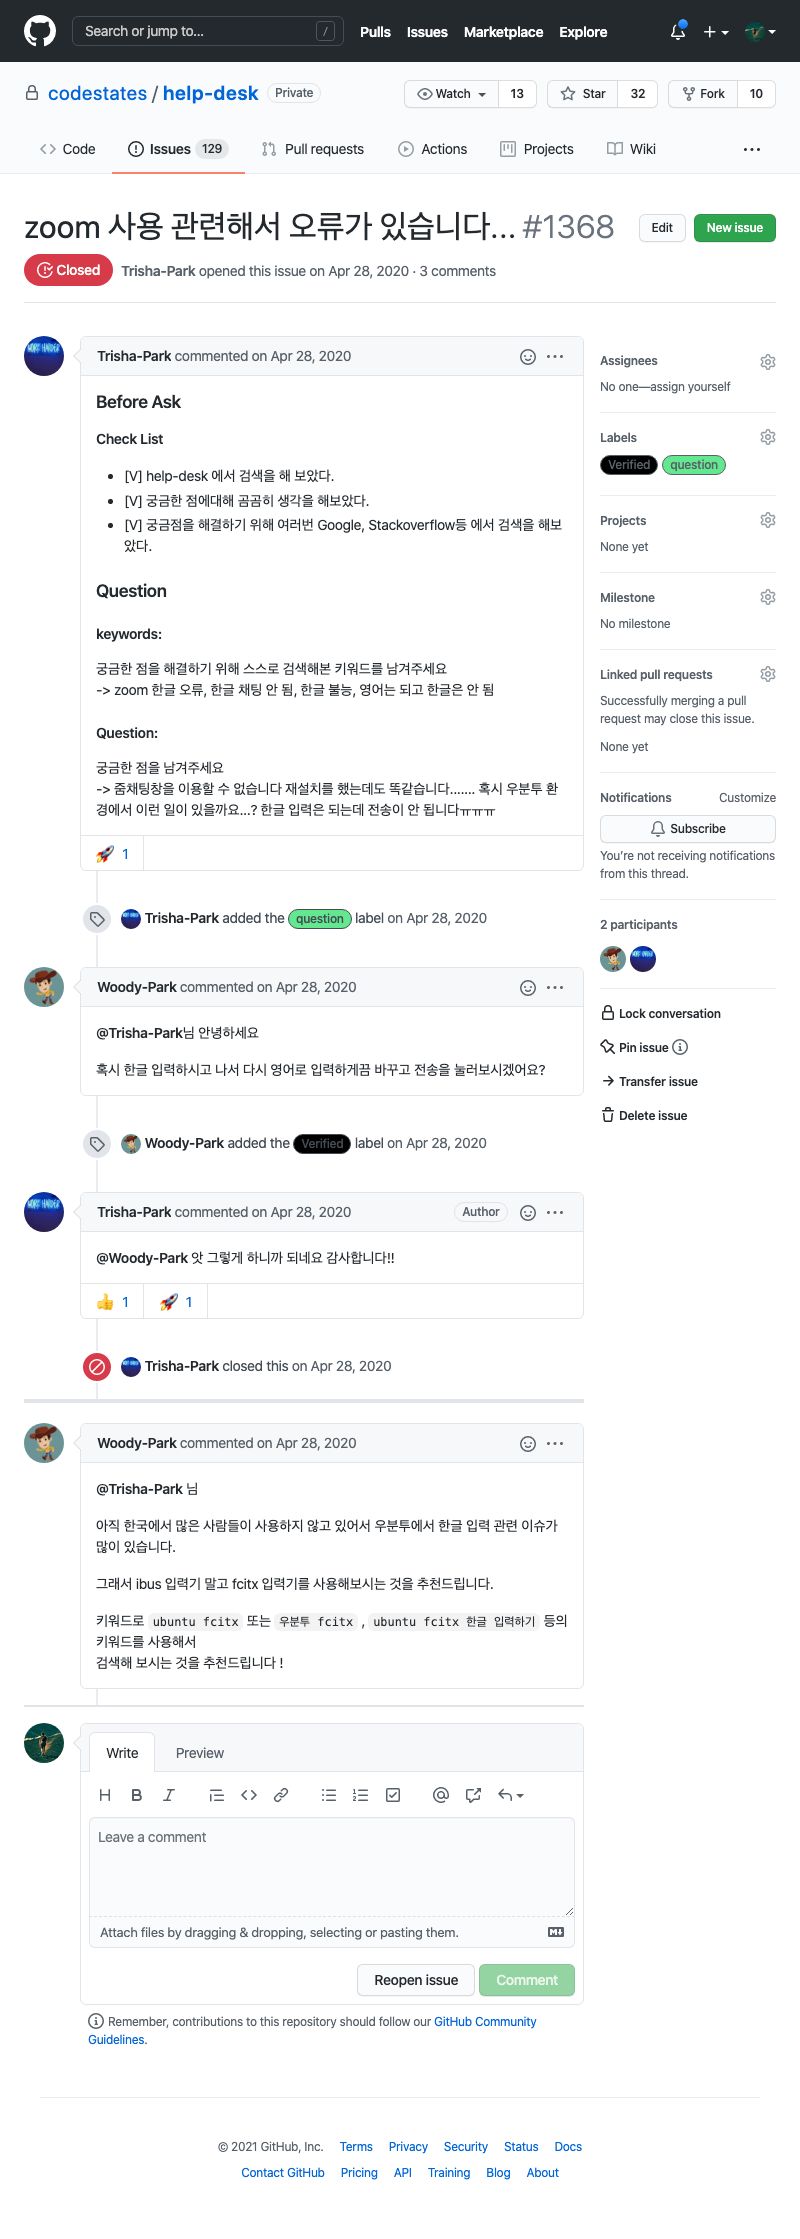 Search or jump to... /
Pulls Issues Marketplace Explore
codestates / help-desk Private
Watch 13 Star 32 Fork 10
Code Issues 129 Pull requests Actions Projects Wiki
zoom 사용 관련해서 오류가 있습니다... #1368
Edit New issue
Closed Trisha-Park opened this issue on Apr 28, 2020 · 3 comments
Trisha-Park commented on Apr 28, 2020
Before Ask
Check List
[V] help-desk 에서 검색을 해 보았다.
[V] 궁금한 점에대해 곰곰히 생각을 해보았다.
[V] 궁금점을 해결하기 위해 여러번 Google, Stackoverflow등 에서 검색을 해보
았다.
Question
keywords:
궁금한 점을 해결하기 위해 스스로 검색해본 키워드를 남겨주세요
-> zoom 한글 오류, 한글 채팅 안 됨, 한글 불능, 영어는 되고 한글은 안 됨
Question:
궁금한 점을 남겨주세요
-> 줌채팅창을 이용할 수 없습니다 재설치를 했는데도 똑같습니다....... 혹시 우분투 환
경에서 이런 일이 있을까요...? 한글 입력은 되는데 전송이 안 됩니다ㅠㅠㅠ
1
Trisha-Park added the question label on Apr 28, 2020
Woody-Park commented on Apr 28, 2020
@Trisha-Park님 안녕하세요
혹시 한글 입력하시고 나서 다시 영어로 입력하게끔 바꾸고 전송을 눌러보시겠어요?
Woody-Park added the Verified label on Apr 28, 2020
Trisha-Park commented on Apr 28, 2020 Author
@Woody-Park 앗 그렇게 하니까 되네요 감사합니다!!
1 1
Trisha-Park closed this on Apr 28, 2020
Woody-Park commented on Apr 28, 2020
@Trisha-Park 님
아직 한국에서 많은 사람들이 사용하지 않고 있어서 우분투에서 한글 입력 관련 이슈가
많이 있습니다.
그래서 ibus 입력기 말고 fcitx 입력기를 사용해보시는 것을 추천드립니다.
키워드로 ubuntu fcitx 또는 우분투 fcitx , ubuntu fcitx 한글 입력하기 등의
키워드를 사용해서
검색해 보시는 것을 추천드립니다 !
Write Preview
Leave a comment
Attach files by dragging & dropping, selecting or pasting them.
Reopen issue Comment
Remember, contributions to this repository should follow our GitHub Community
Guidelines.
Assignees
No one—assign yourself
Labels
Verified question
Projects
None yet
Milestone
No milestone
Linked pull requests
Successfully merging a pull
request may close this issue.
None yet
Notifications Customize
Subscribe
You're not receiving notifications
from this thread.
2 participants
Lock conversation
Pin issue
Transfer issue
Delete issue
© 2021 GitHub, Inc. Terms Privacy Security Status Docs
Contact GitHub Pricing API Training Blog About